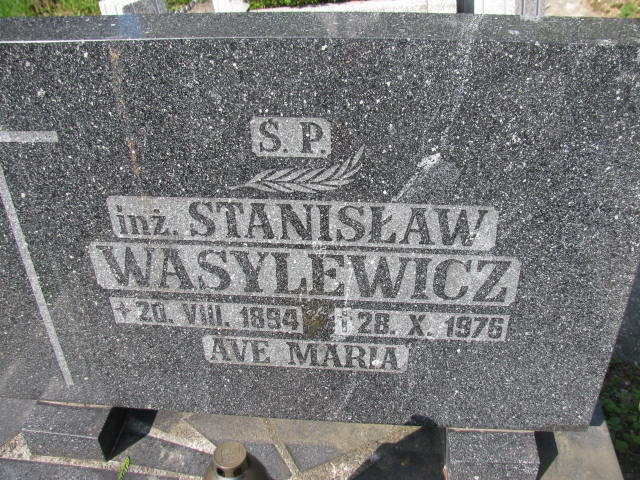 Ś. P.
inż. STANISŁAW
WASYLEWICZ
+ 20. VIII. 1894 † 28. X. 1976
AVE MARIA